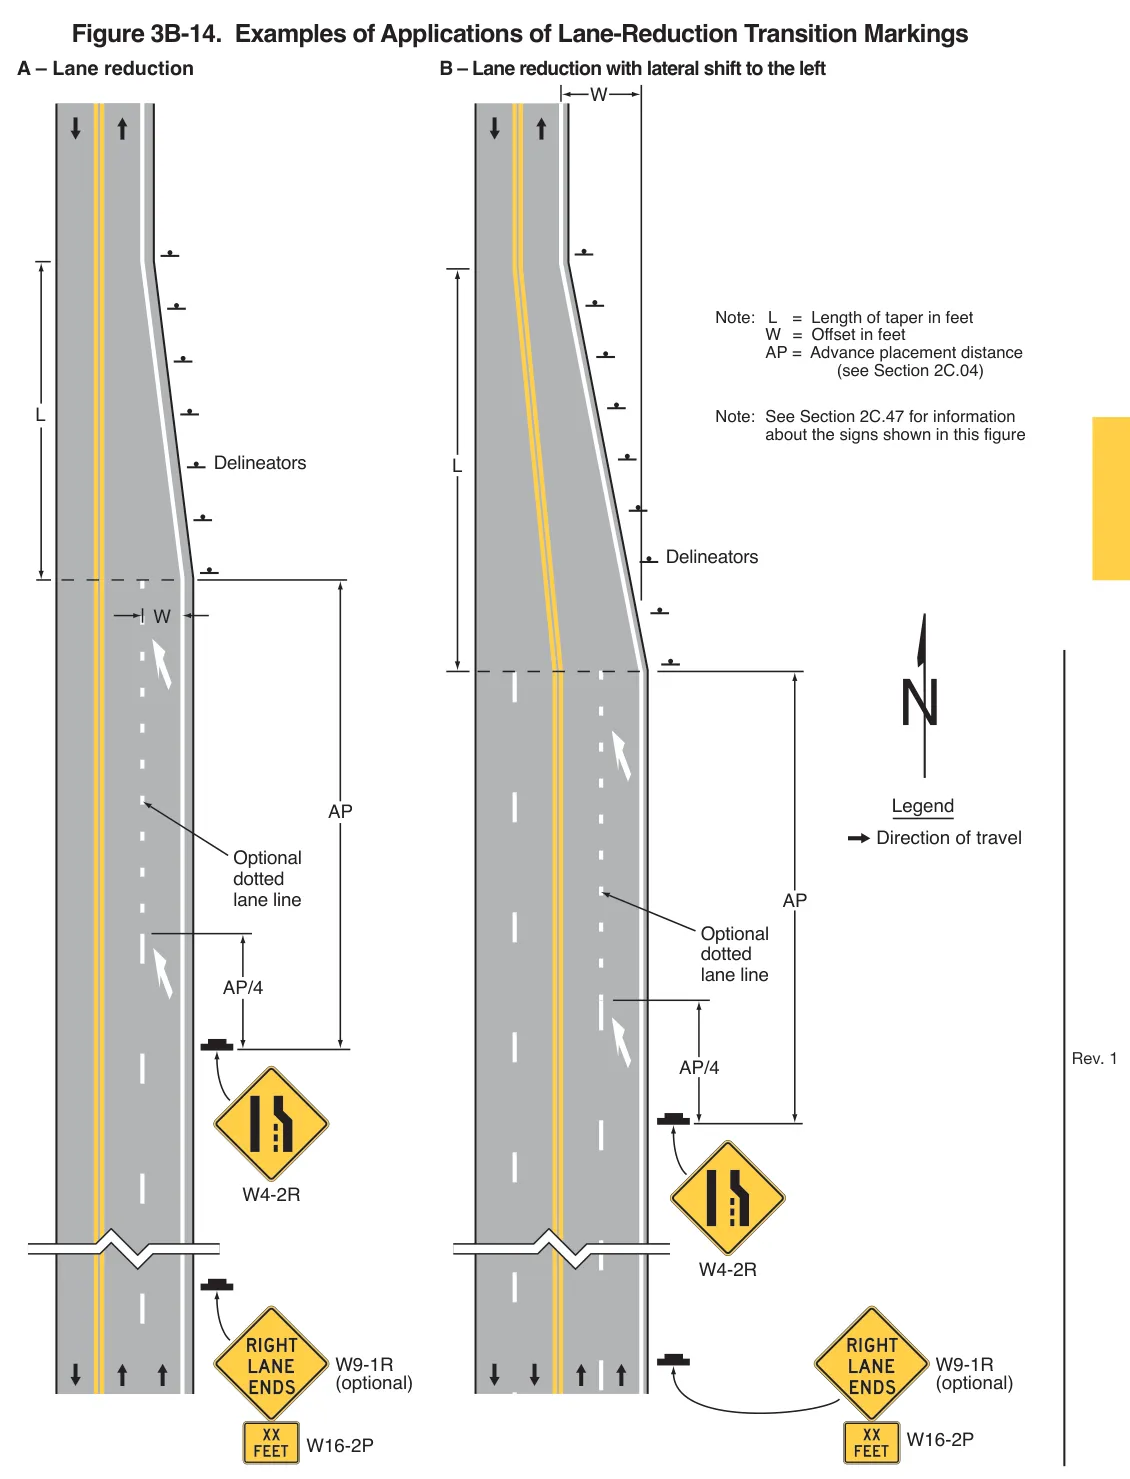 Figure 3B-14.  Examples of Applications of Lane-Reduction Transition Markings
A – Lane reduction
B – Lane reduction with lateral shift to the left
W
L
Delineators
W
AP
Optional
dotted
lane line
AP/4
W4-2R
RIGHT
LANE
ENDS
W9-1R
(optional)
XX
FEET
W16-2P
L
Delineators
AP
Optional
dotted
lane line
AP/4
W4-2R
RIGHT
LANE
ENDS
W9-1R
(optional)
XX
FEET
W16-2P
Note: L = Length of taper in feet
W = Offset in feet
AP = Advance placement distance
(see Section 2C.04)
Note: See Section 2C.47 for information
about the signs shown in this figure
N
Legend
Direction of travel
Rev. 1